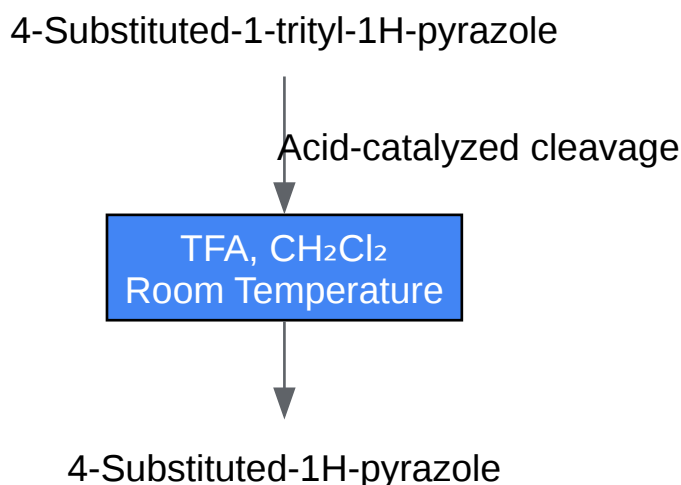 4-Substituted-1-trityl-1H-pyrazole
Acid-catalyzed cleavage
TFA, CH₂Cl₂
Room Temperature
4-Substituted-1H-pyrazole